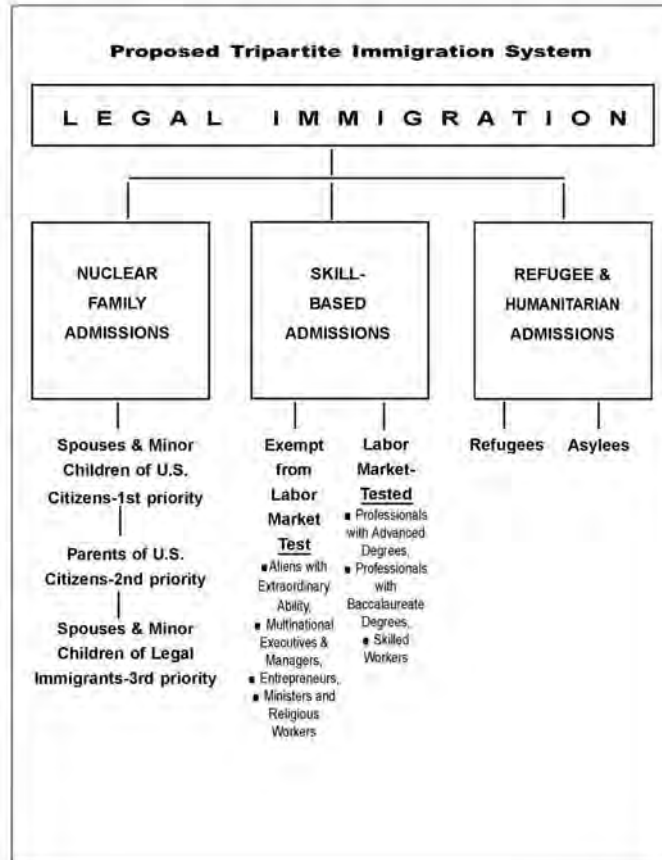 Proposed Tripartite Immigration System
LEGAL IMMIGRATION
NUCLEAR
FAMILY
ADMISSIONS
SKILL-
BASED
ADMISSIONS
REFUGEE &
HUMANITARIAN
ADMISSIONS
Spouses & Minor
Children of U.S.
Citizens-1st priority
Parents of U.S.
Citizens-2nd priority
Spouses & Minor
Children of Legal
Immigrants-3rd priority
Exempt
from
Labor
Market
Test
■ Aliens with
Extraordinary
Ability,
■ Multinational
Executives &
Managers,
■ Entrepreneurs,
■ Ministers and
Religious
Workers
Labor
Market-
Tested
■ Professionals
with Advanced
Degrees,
■ Professionals
with
Baccalaureate
Degrees,
■ Skilled
Workers
Refugees
Asylees